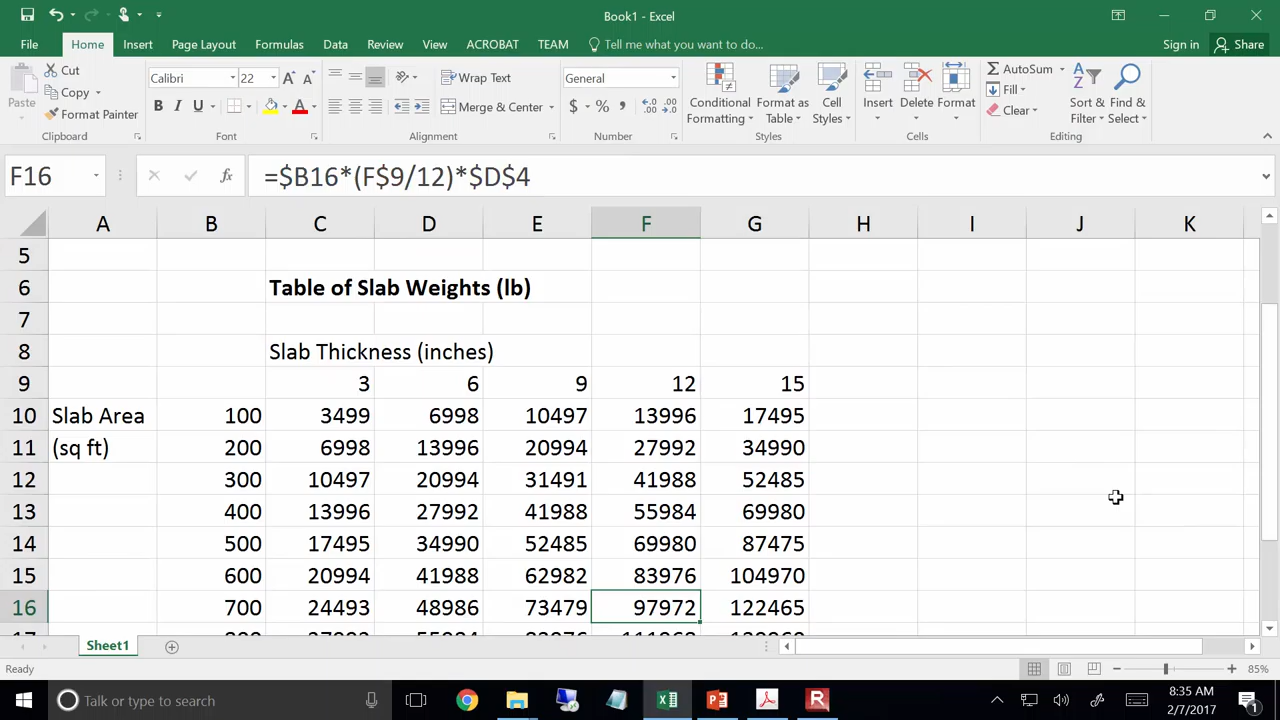 Book1 - Excel
File Home Insert Page Layout Formulas Data Review View ACROBAT TEAM Tell me what you want to do... Sign in Share
Paste Cut Copy Format Painter Clipboard
Calibri 22 A A B I U A Font
Wrap Text Merge & Center Alignment
General $ % , .0 .00 .00 .0 Number
Conditional Formatting Format as Table Cell Styles Styles
Insert Delete Format Cells
AutoSum Fill Clear Sort & Filter Find & Select Editing
F16 fx =$B16*(F$9/12)*$D$4
A B C D E F G H I J K
5
6 Table of Slab Weights (lb)
7
8 Slab Thickness (inches)
9 3 6 9 12 15
10 Slab Area 100 3499 6998 10497 13996 17495
11 (sq ft) 200 6998 13996 20994 27992 34990
12 300 10497 20994 31491 41988 52485
13 400 13996 27992 41988 55984 69980
14 500 17495 34990 52485 69980 87475
15 600 20994 41988 62982 83976 104970
16 700 24493 48986 73479 97972 122465
Sheet1
Ready 85%
Talk or type to search 8:35 AM
2/7/2017 1